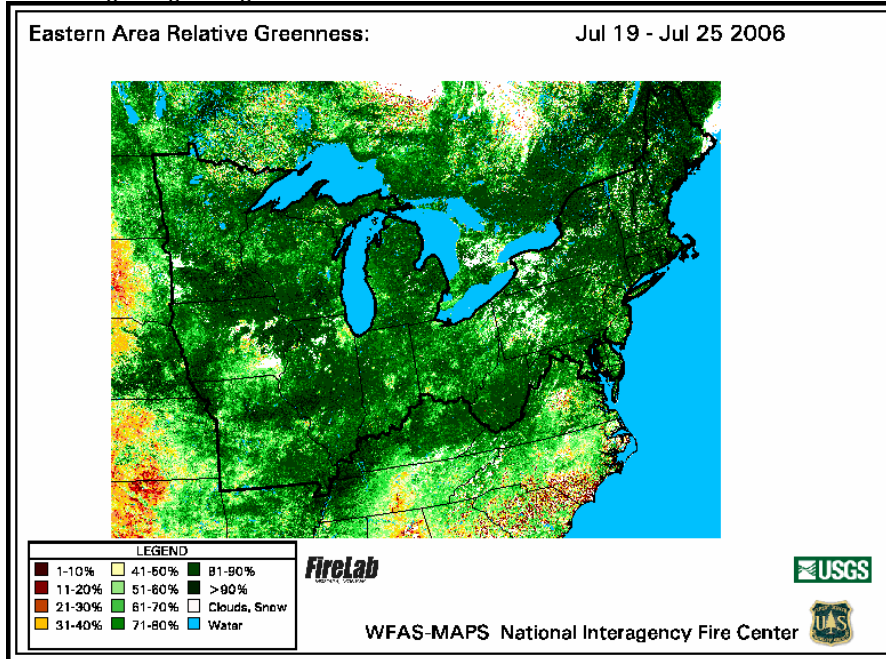 Eastern Area Relative Greenness: Jul 19 - Jul 25 2006
LEGEND
1-10% 41-50% 81-90%
11-20% 51-60% >90%
21-30% 61-70% Clouds, Snow
31-40% 71-80% Water
FireLab
USGS
WFAS-MAPS National Interagency Fire Center
U S